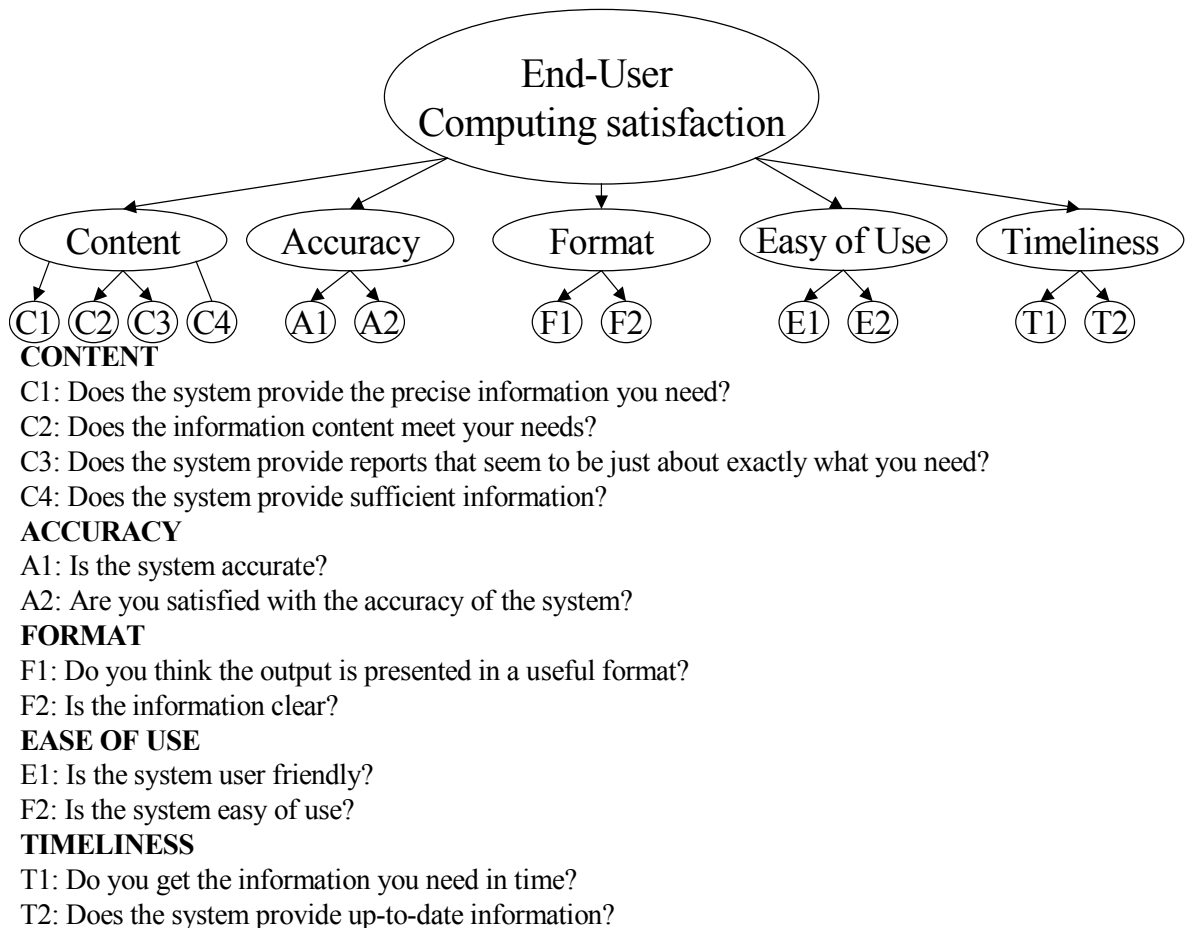 End-User
Computing satisfaction
Content Accuracy Format Easy of Use Timeliness
C1 C2 C3 C4 A1 A2 F1 F2 E1 E2 T1 T2
CONTENT
C1: Does the system provide the precise information you need?
C2: Does the information content meet your needs?
C3: Does the system provide reports that seem to be just about exactly what you need?
C4: Does the system provide sufficient information?
ACCURACY
A1: Is the system accurate?
A2: Are you satisfied with the accuracy of the system?
FORMAT
F1: Do you think the output is presented in a useful format?
F2: Is the information clear?
EASE OF USE
E1: Is the system user friendly?
F2: Is the system easy of use?
TIMELINESS
T1: Do you get the information you need in time?
T2: Does the system provide up-to-date information?